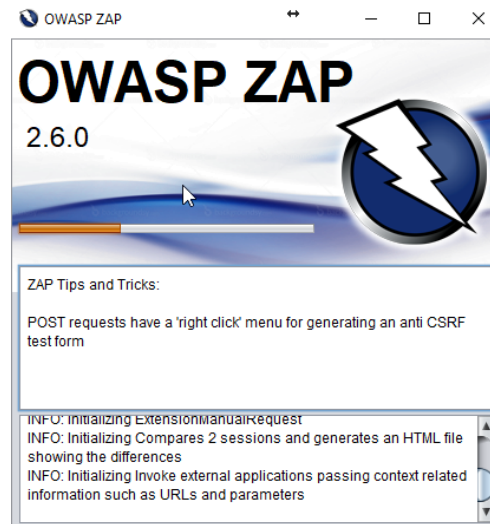 OWASP ZAP
OWASP ZAP
2.6.0
ZAP Tips and Tricks:
POST requests have a 'right click' menu for generating an anti CSRF
test form
INFO: Initializing ExtensionManualRequest
INFO: Initializing Compares 2 sessions and generates an HTML file
showing the differences
INFO: Initializing Invoke external applications passing context related
information such as URLs and parameters